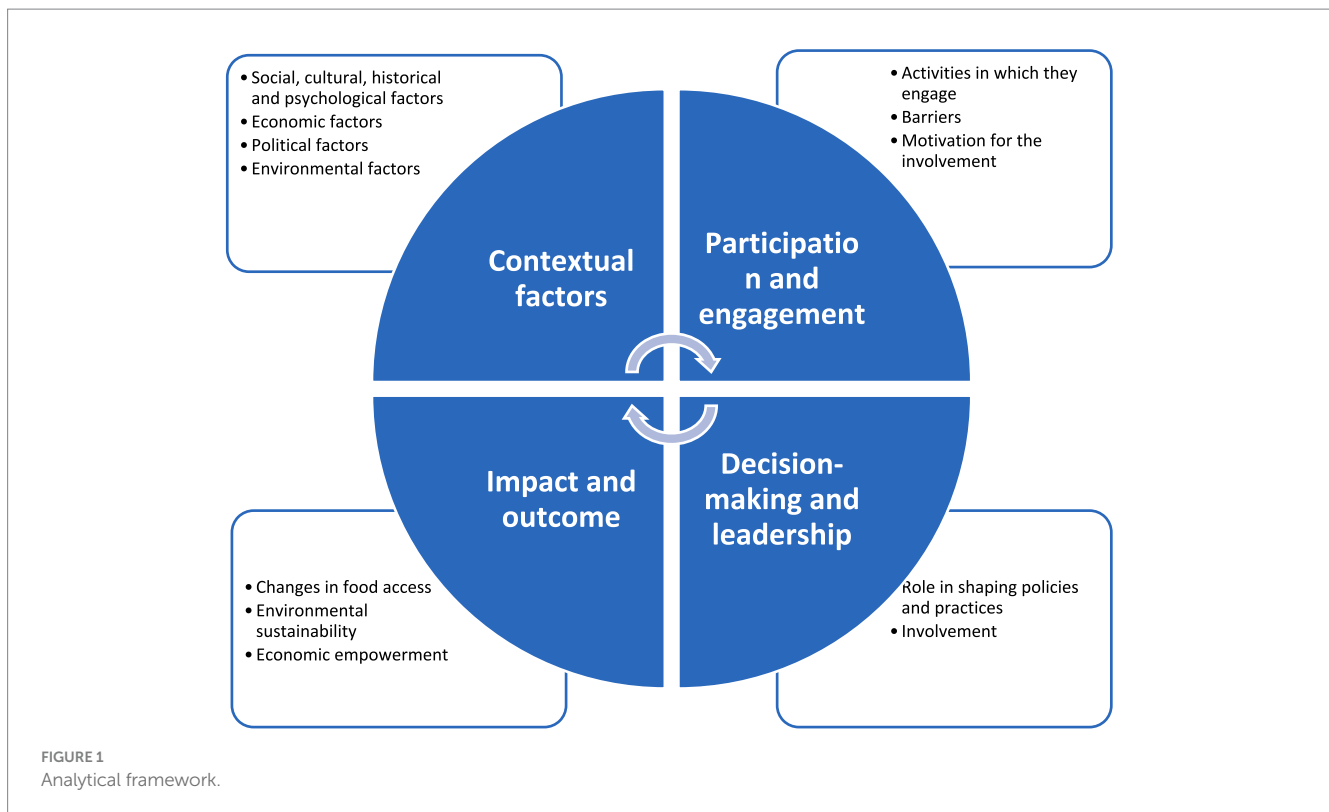 • Social, cultural, historical
and psychological factors
• Economic factors
• Political factors
• Environmental factors
• Activities in which they
engage
• Barriers
• Motivation for the
involvement
Contextual
factors
Participatio
n and
engagement
Impact and
outcome
Decision-
making and
leadership
• Changes in food access
• Environmental
sustainability
• Economic empowerment
Role in shaping policies
and practices
• Involvement
FIGURE 1
Analytical framework.